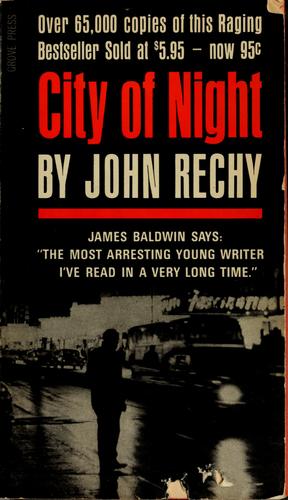 GROVE PRESS
Over 65,000 copies of this Raging
Bestseller Sold at $5.95 – now 95¢
City of Night
BY JOHN RECHY
JAMES BALDWIN SAYS:
"THE MOST ARRESTING YOUNG WRITER
I'VE READ IN A VERY LONG TIME."